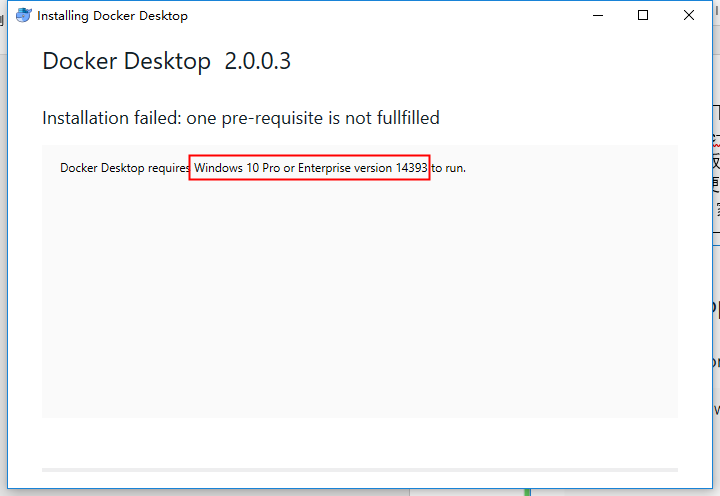 Installing Docker Desktop
Docker Desktop 2.0.0.3
Installation failed: one pre-requisite is not fullfilled
Docker Desktop requires Windows 10 Pro or Enterprise version 14393 to run.